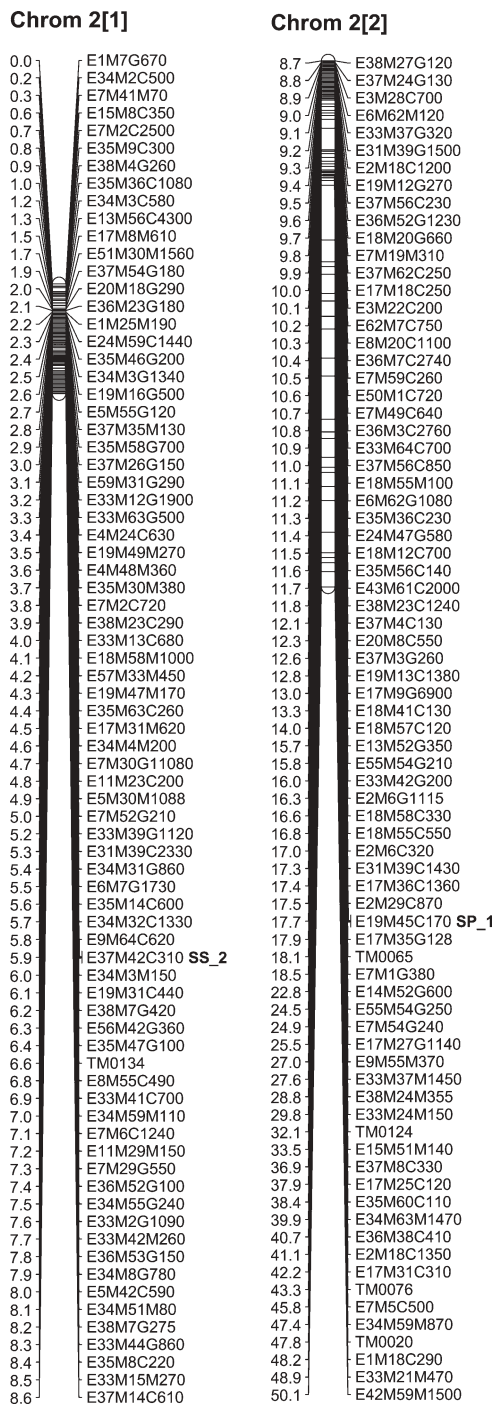 Chrom 2[1]
0.0 E1M7G670
0.2 E34M2C500
0.3 E7M41M70
0.6 E15M8C350
0.7 E7M2C2500
0.8 E35M9C300
0.9 E38M4G260
1.0 E35M36C1080
1.2 E34M3C580
1.3 E13M56C4300
1.5 E17M8M610
1.7 E51M30M1560
1.9 E37M54G180
2.0 E20M18G290
2.1 E36M23G180
2.2 E1M25M190
2.3 E24M59C1440
2.4 E35M46G200
2.5 E34M3G1340
2.6 E19M16G500
2.7 E5M55G120
2.8 E37M35M130
2.9 E35M58G700
3.0 E37M26G150
3.1 E59M31G290
3.2 E33M12G1900
3.3 E33M63G500
3.4 E4M24C630
3.5 E19M49M270
3.6 E4M48M360
3.7 E35M30M380
3.8 E7M2C720
3.9 E38M23C290
4.0 E33M13C680
4.1 E18M58M1000
4.2 E57M33M450
4.3 E19M47M170
4.4 E35M63C260
4.5 E17M31M620
4.6 E34M4M200
4.7 E7M30G11080
4.8 E11M23C200
4.9 E5M30M1088
5.0 E7M52G210
5.2 E33M39G1120
5.3 E31M39C2330
5.4 E34M31G860
5.5 E6M7G1730
5.6 E35M14C600
5.7 E34M32C1330
5.8 E9M64C620
5.9 E37M42C310 SS_2
6.0 E34M3M150
6.1 E19M31C440
6.2 E38M7G420
6.3 E56M42G360
6.4 E35M47G100
6.6 TM0134
6.8 E8M55C490
6.9 E33M41C700
7.0 E34M59M110
7.1 E7M6C1240
7.2 E11M29M150
7.3 E7M29G550
7.4 E36M52G100
7.5 E34M55G240
7.6 E33M2G1090
7.7 E33M42M260
7.8 E36M53G150
7.9 E34M8G780
8.0 E5M42C590
8.1 E34M51M80
8.2 E38M7G275
8.3 E33M44G860
8.4 E35M8C220
8.5 E33M15M270
8.6 E37M14C610
Chrom 2[2]
8.7 E38M27G120
8.8 E37M24G130
8.9 E3M28C700
9.0 E6M62M120
9.1 E33M37G320
9.2 E31M39G1500
9.3 E2M18C1200
9.4 E19M12G270
9.5 E37M56C230
9.6 E36M52G1230
9.7 E18M20G660
9.8 E7M19M310
9.9 E37M62C250
10.0 E17M18C250
10.1 E3M22C200
10.2 E62M7C750
10.3 E8M20C1100
10.4 E36M7C2740
10.5 E7M59C260
10.6 E50M1C720
10.7 E7M49C640
10.8 E36M3C2760
10.9 E33M64C700
11.0 E37M56C850
11.1 E18M55M100
11.2 E6M62G1080
11.3 E35M36C230
11.4 E24M47G580
11.5 E18M12C700
11.6 E35M56C140
11.7 E43M61C2000
11.8 E38M23C1240
12.1 E37M4C130
12.3 E20M8C550
12.6 E37M3G260
12.8 E19M13C1380
13.0 E17M9G6900
13.3 E18M41C130
14.0 E18M57C120
15.7 E13M52G350
15.8 E55M54G210
16.0 E33M42G200
16.3 E2M6G1115
16.6 E18M58C330
16.8 E18M55C550
17.0 E2M6C320
17.3 E31M39C1430
17.4 E17M36C1360
17.5 E2M29C870
17.7 E19M45C170 SP_1
17.9 E17M35G128
18.1 TM0065
18.5 E7M1G380
22.8 E14M52G600
24.5 E55M54G250
24.9 E7M54G240
25.5 E17M27G1140
27.0 E9M55M370
27.6 E33M37M1450
28.8 E38M24M355
29.8 E33M24M150
32.1 TM0124
33.5 E15M51M140
36.9 E37M8C330
37.9 E17M25C120
38.4 E35M60C110
39.9 E34M63M1470
40.7 E36M38C410
41.1 E2M18C1350
42.2 E17M31C310
43.3 TM0076
45.8 E7M5C500
47.4 E34M59M870
47.8 TM0020
48.2 E1M18C290
48.9 E33M21M470
50.1 E42M59M1500